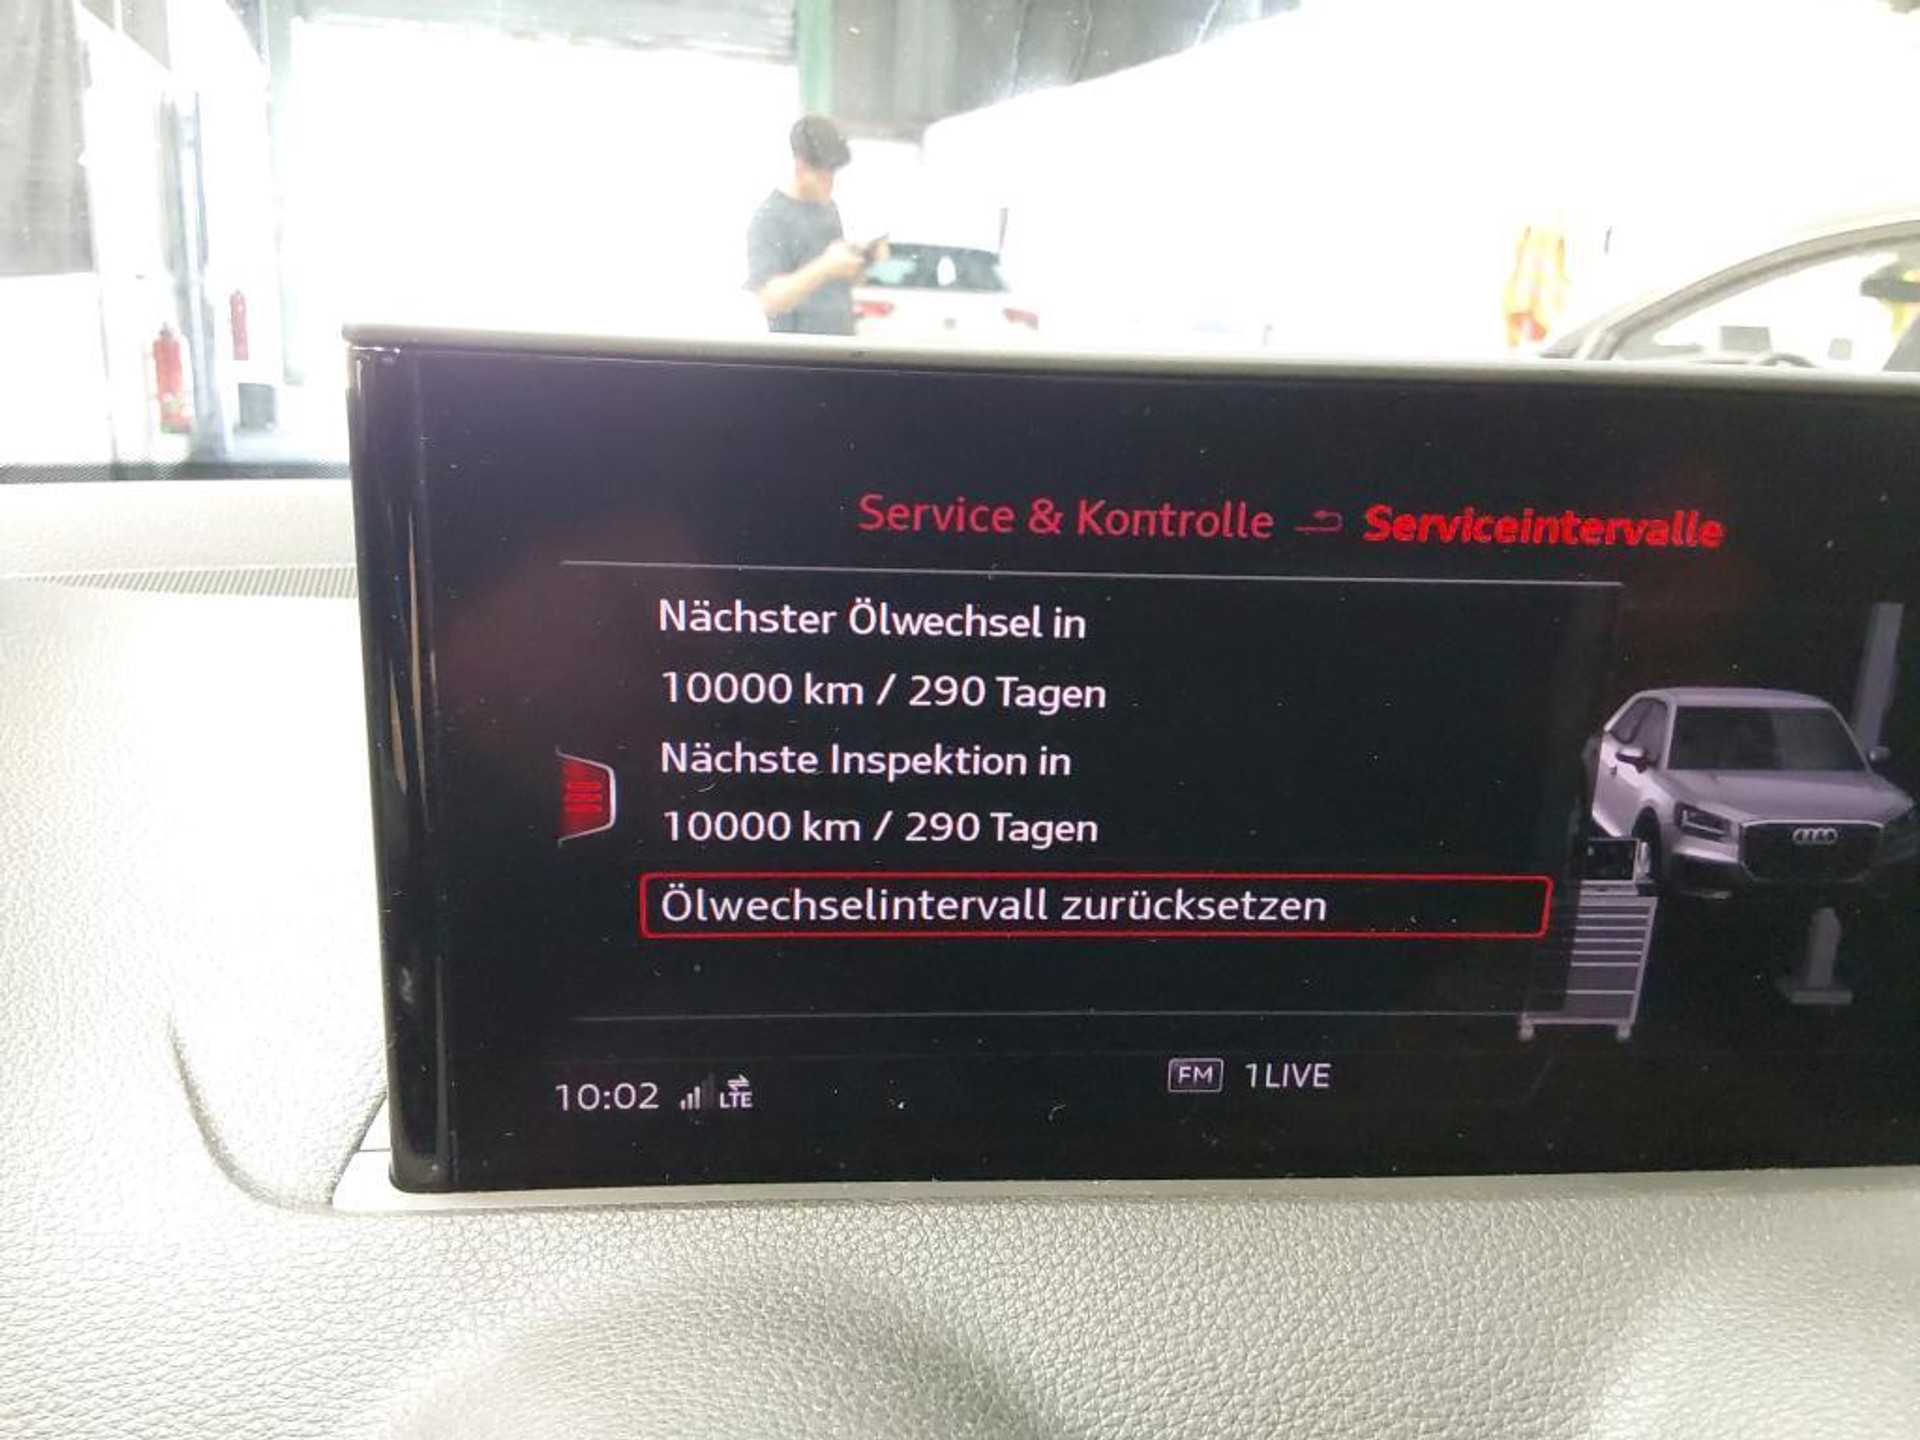 Service & Kontrolle Serviceintervalle
Nächster Ölwechsel in
10000 km / 290 Tagen
Nächste Inspektion in
10000 km / 290 Tagen
Ölwechselintervall zurücksetzen
10:02 LTE FM 1LIVE